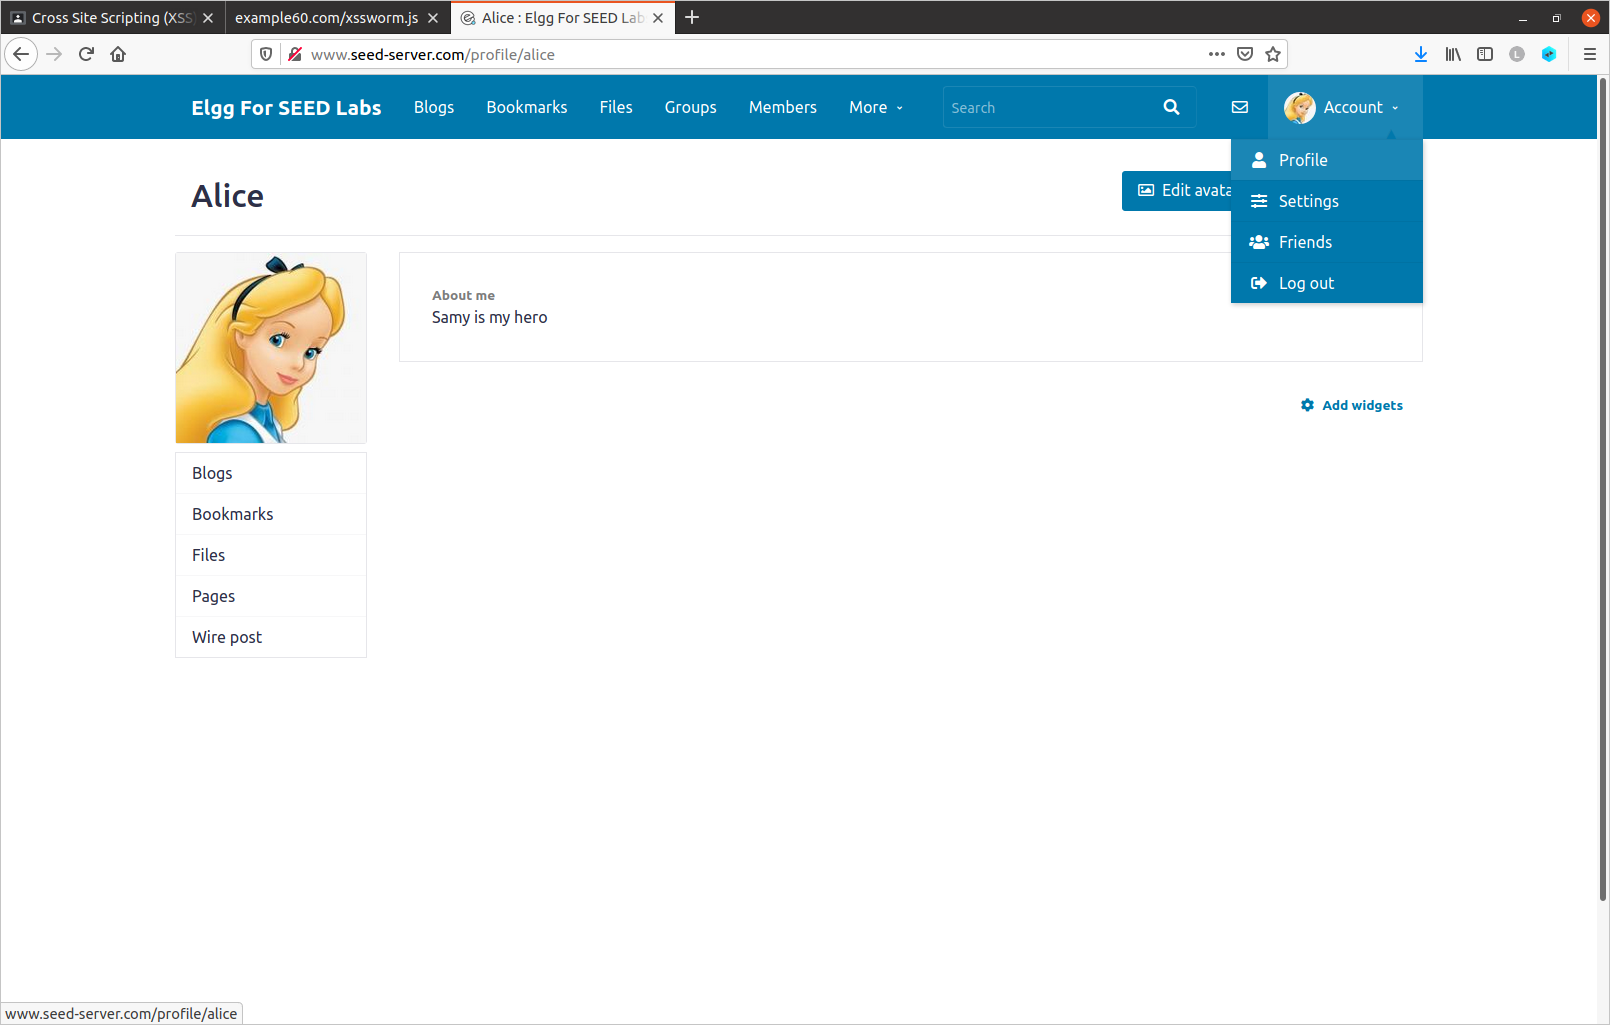 Cross Site Scripting (XSS
example60.com/xssworm.js
Alice : Elgg For SEED Lab
www.seed-server.com/profile/alice
L
Elgg For SEED Labs
Blogs
Bookmarks
Files
Groups
Members
More
Search
Account
Profile
Settings
Friends
Log out
Alice
Edit avata
About me
Samy is my hero
Add widgets
Blogs
Bookmarks
Files
Pages
Wire post
www.seed-server.com/profile/alice